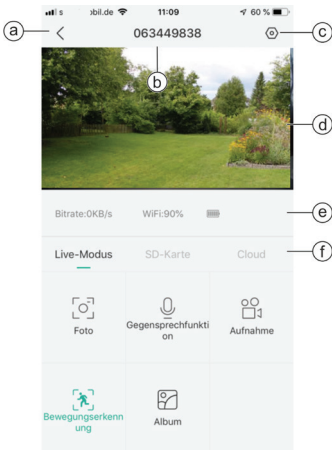 s obil.de 11:09 60 %
a 063449838 c
b
d
Bitrate:0KB/s WiFi:90% e
Live-Modus SD-Karte Cloud f
Foto Gegensprechfunkti
on Aufnahme
Bewegungserkenn
ung Album